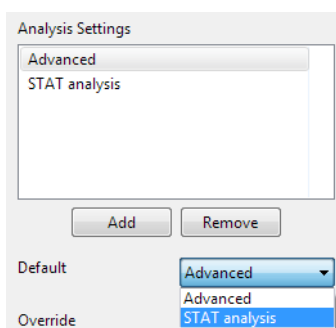 Analysis Settings
Advanced
STAT analysis
Add Remove
Default Advanced
Advanced
Override STAT analysis